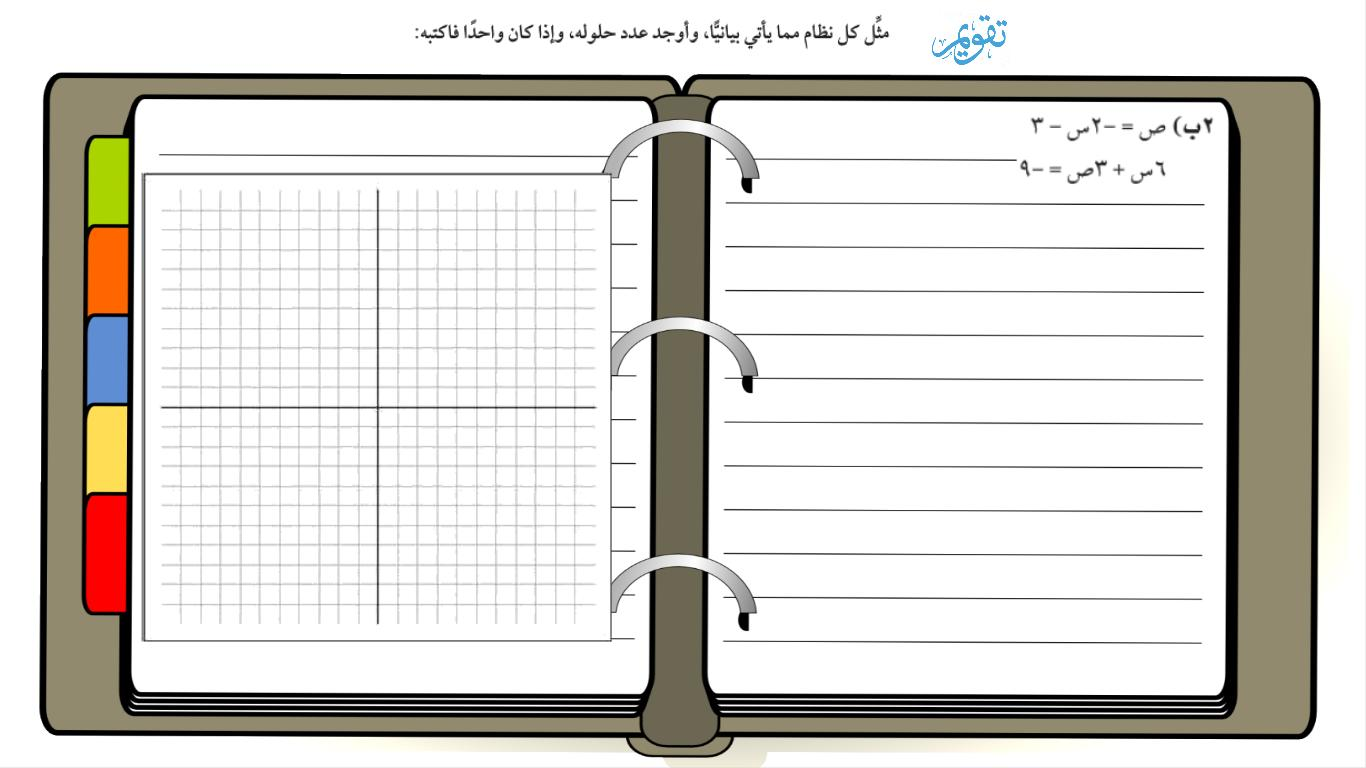 تقويم
مثِّل كل نظام مما يأتي بيانيًّا، وأوجد عدد حلوله، وإذا كان واحدًا فاكتبه:
٢ب) ص = -٢س - ٣
٦س + ٣ص = -٩